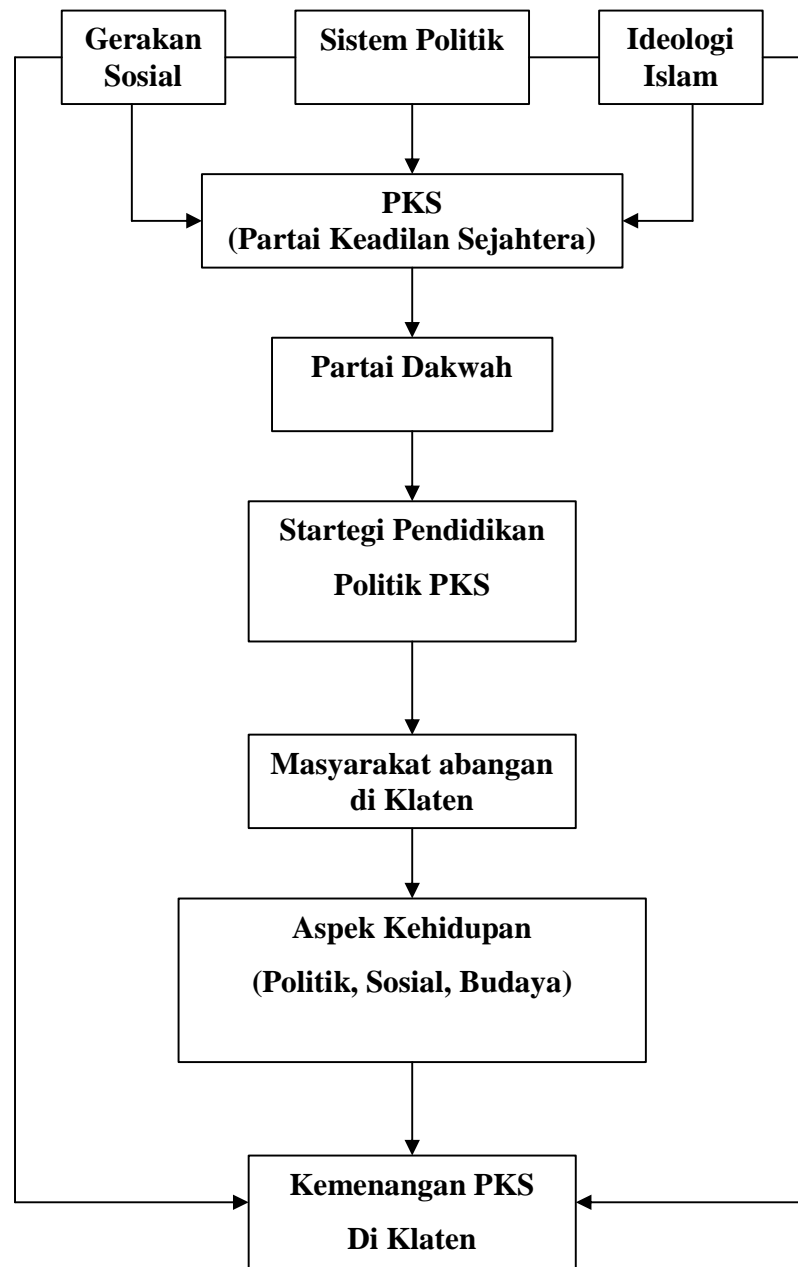 Gerakan
Sosial
Sistem Politik
Ideologi
Islam
PKS
(Partai Keadilan Sejahtera)
Partai Dakwah
Startegi Pendidikan
Politik PKS
Masyarakat abangan
di Klaten
Aspek Kehidupan
(Politik, Sosial, Budaya)
Kemenangan PKS
Di Klaten